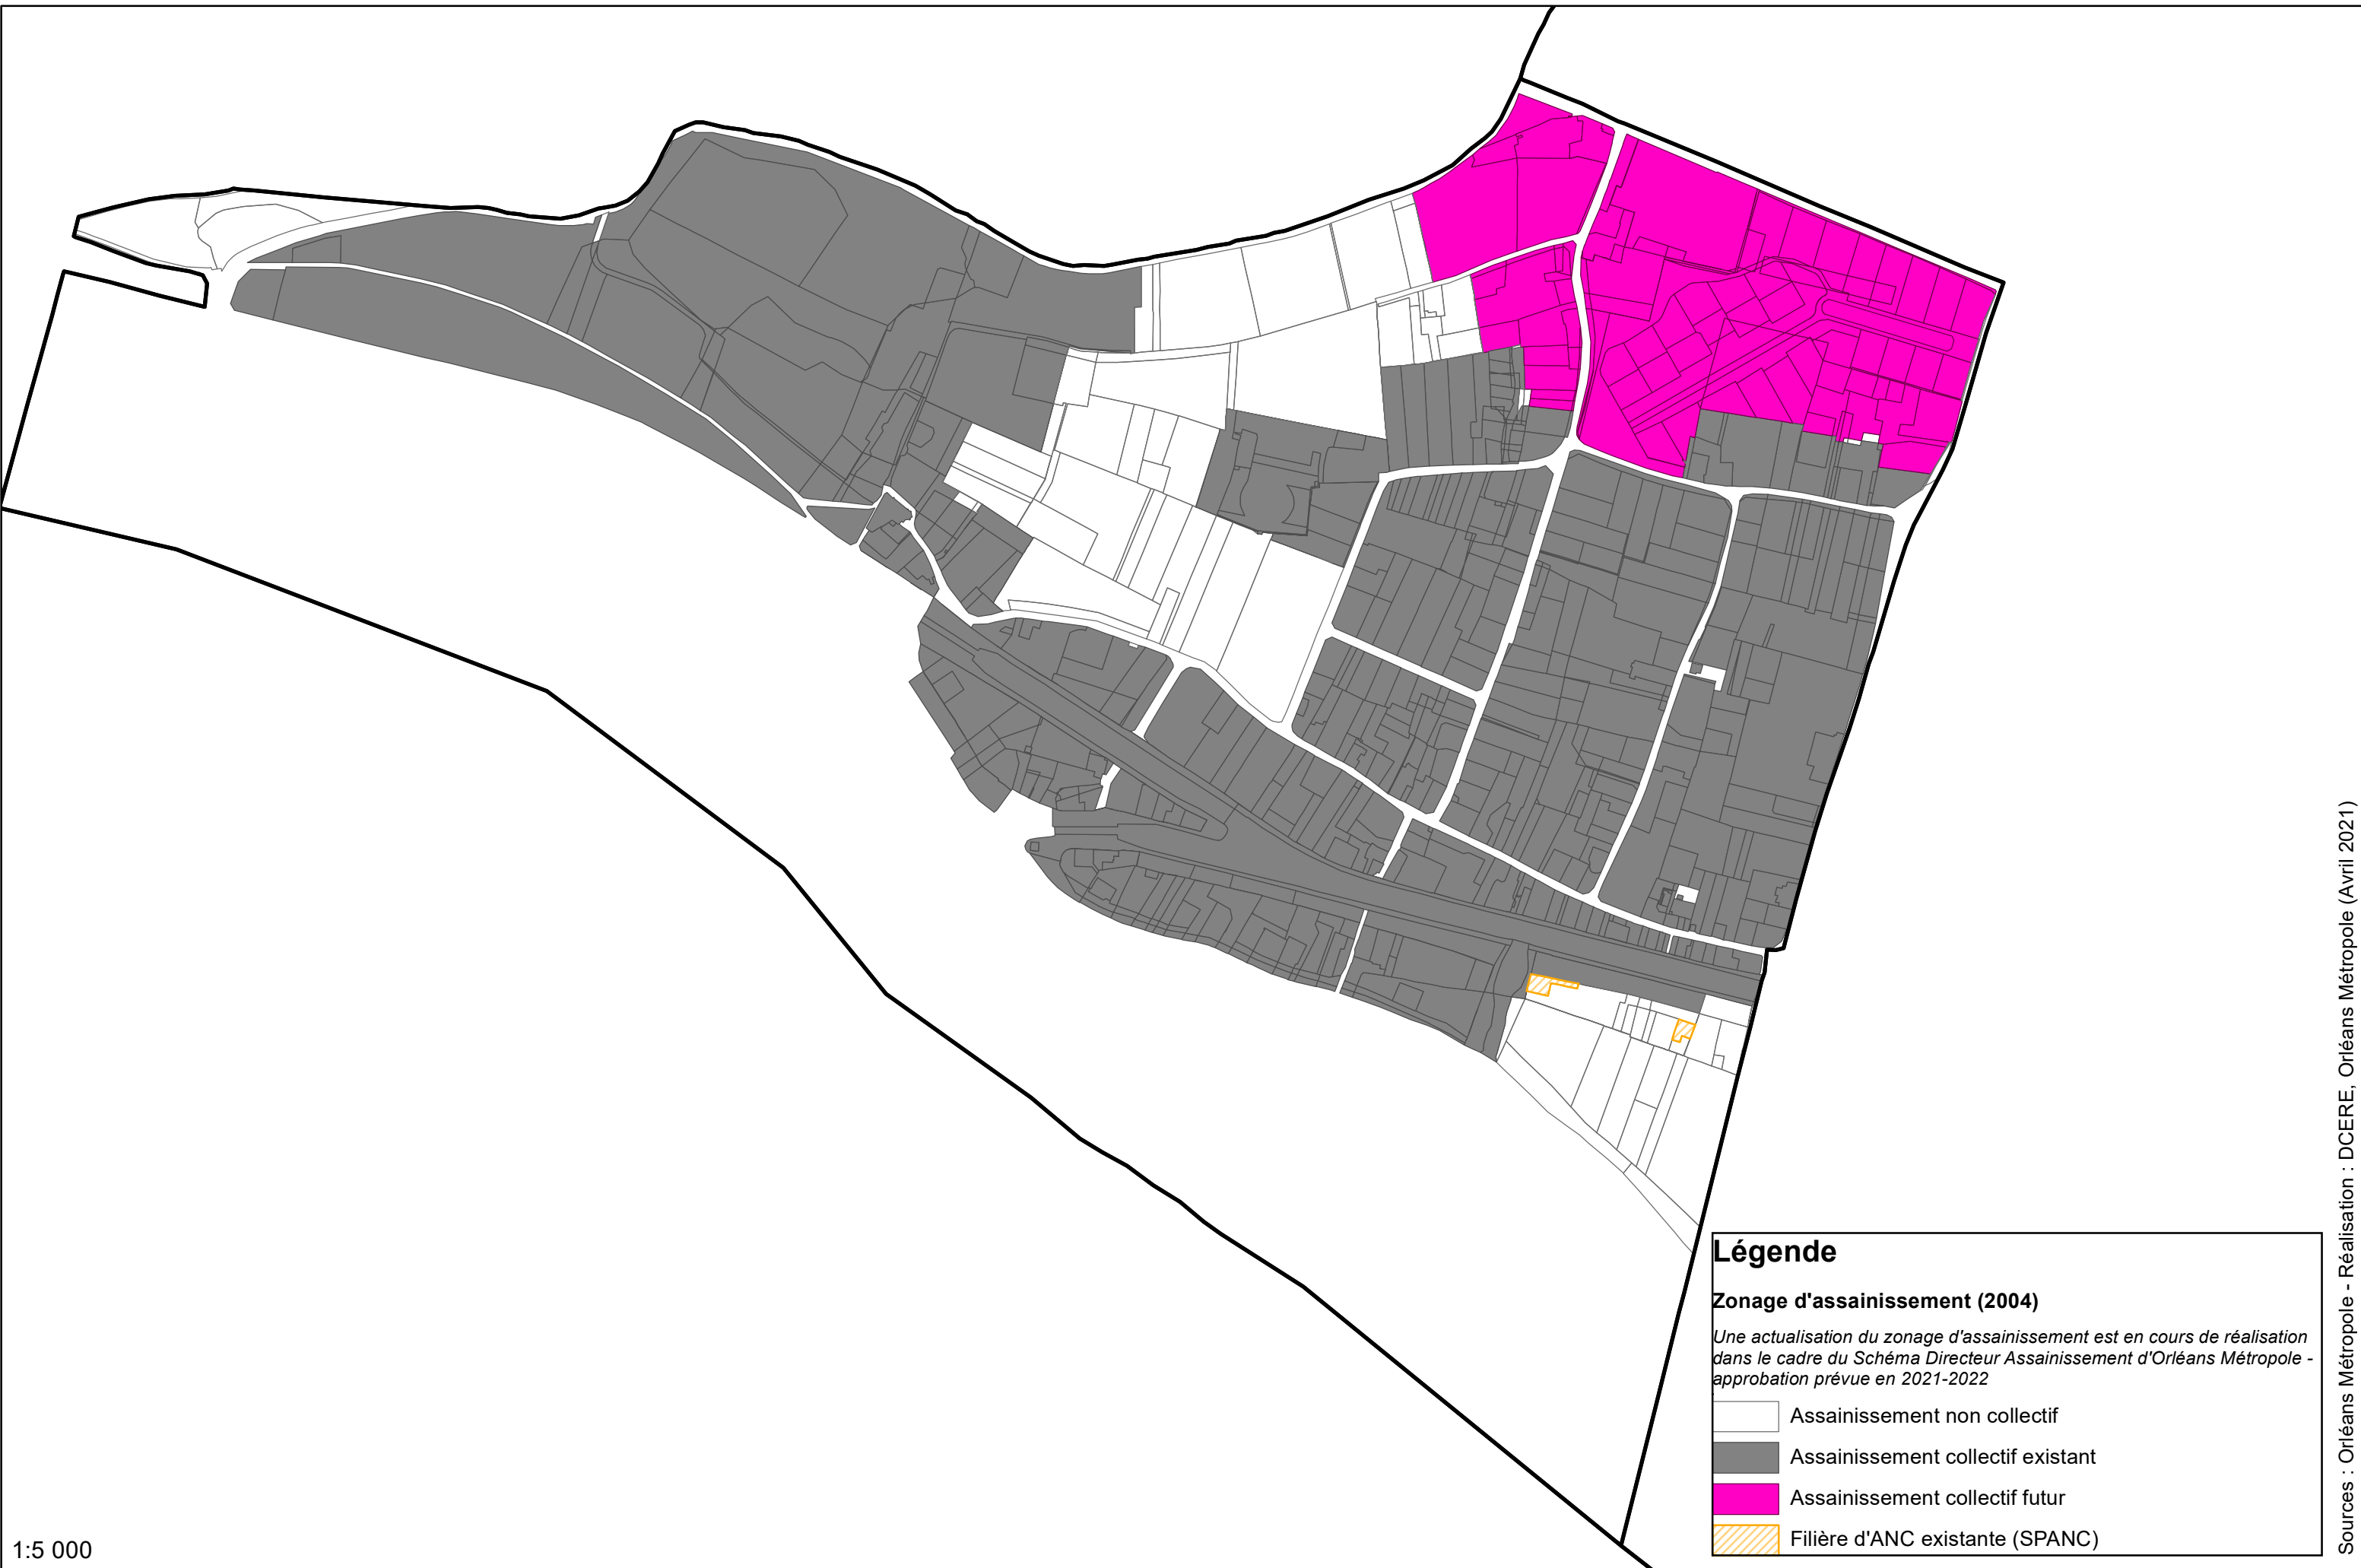 Légende
Zonage d'assainissement (2004)
Une actualisation du zonage d'assainissement est en cours de réalisation
dans le cadre du Schéma Directeur Assainissement d'Orléans Métropole -
approbation prévue en 2021-2022
Assainissement non collectif
Assainissement collectif existant
Assainissement collectif futur
Filière d'ANC existante (SPANC)
1:5 000
Sources : Orléans Métropole - Réalisation : DCERE, Orléans Métropole (Avril 2021)